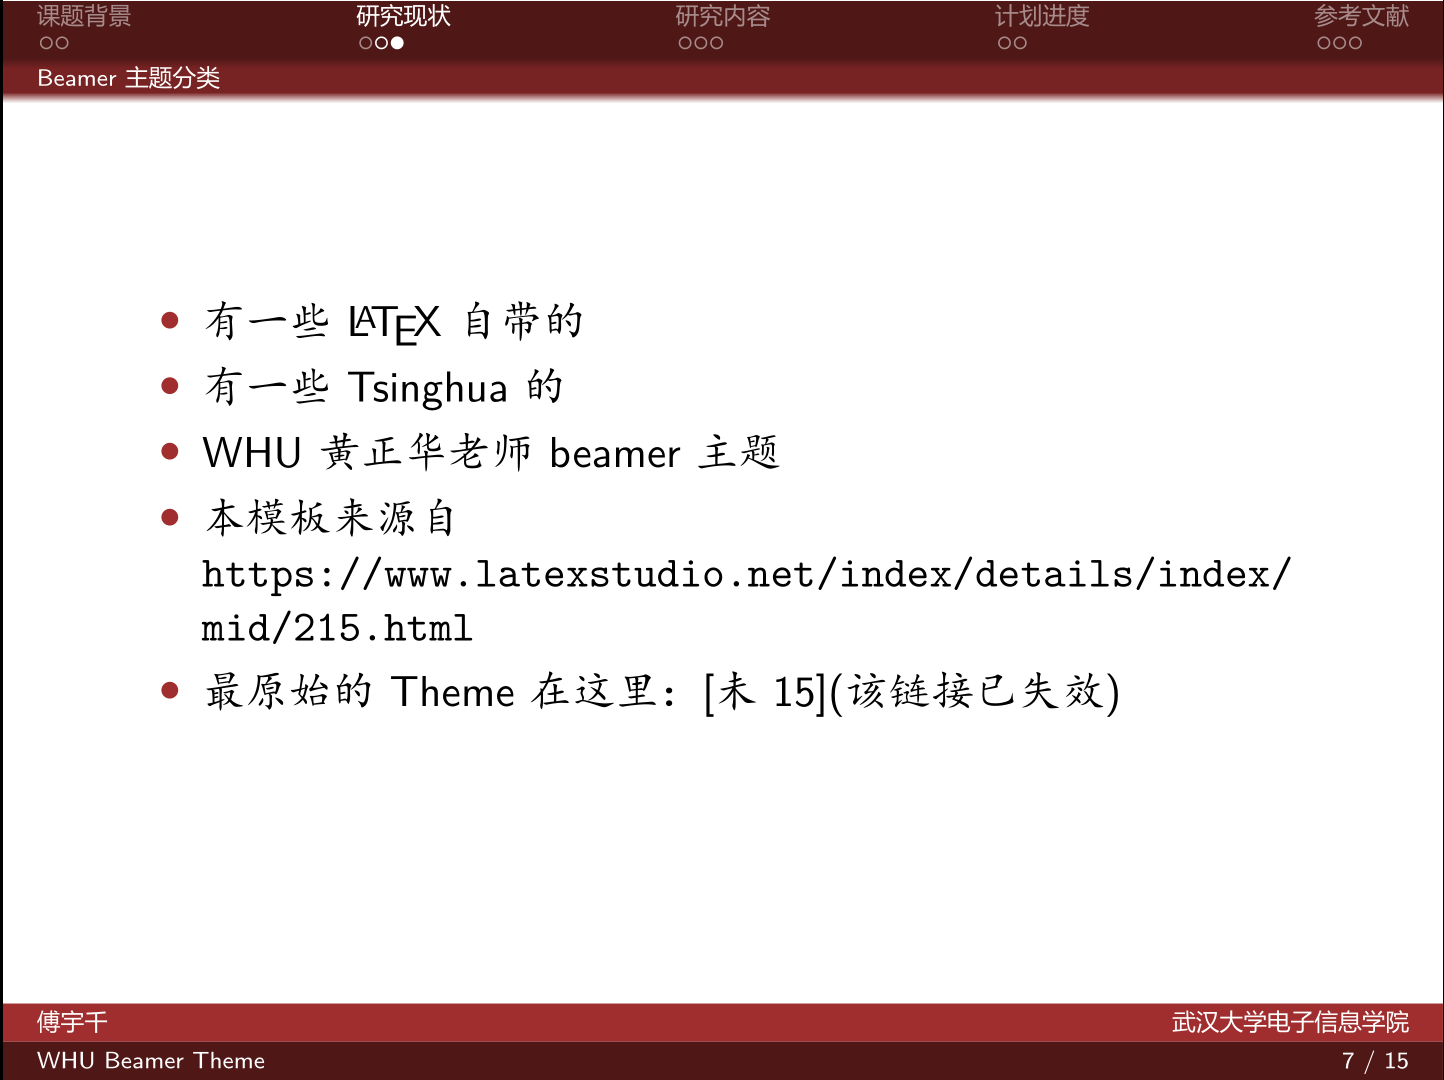 课题背景 研究现状 研究内容 计划进度 参考文献
Beamer 主题分类
• 有一些 LATEX 自带的
• 有一些 Tsinghua 的
• WHU 黄正华老师 beamer 主题
• 本模板来源自
https://www.latexstudio.net/index/details/index/
mid/215.html
• 最原始的 Theme 在这里：[未 15](该链接已失效)
傅宇千 武汉大学电子信息学院
WHU Beamer Theme 7 / 15